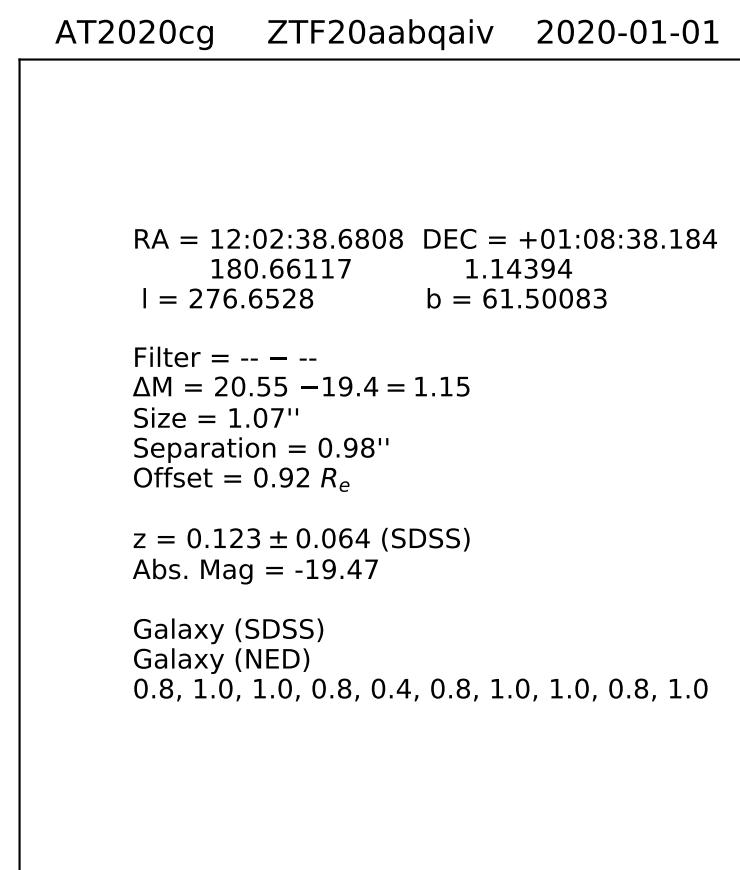 AT2020cg ZTF20aabqaiv 2020-01-01
RA = 12:02:38.6808 DEC = +01:08:38.184
180.66117 1.14394
l = 276.6528 b = 61.50083
Filter = -- − --
ΔM = 20.55 −19.4 = 1.15
Size = 1.07''
Separation = 0.98''
Offset = 0.92 Re
z = 0.123 ± 0.064 (SDSS)
Abs. Mag = -19.47
Galaxy (SDSS)
Galaxy (NED)
0.8, 1.0, 1.0, 0.8, 0.4, 0.8, 1.0, 1.0, 0.8, 1.0